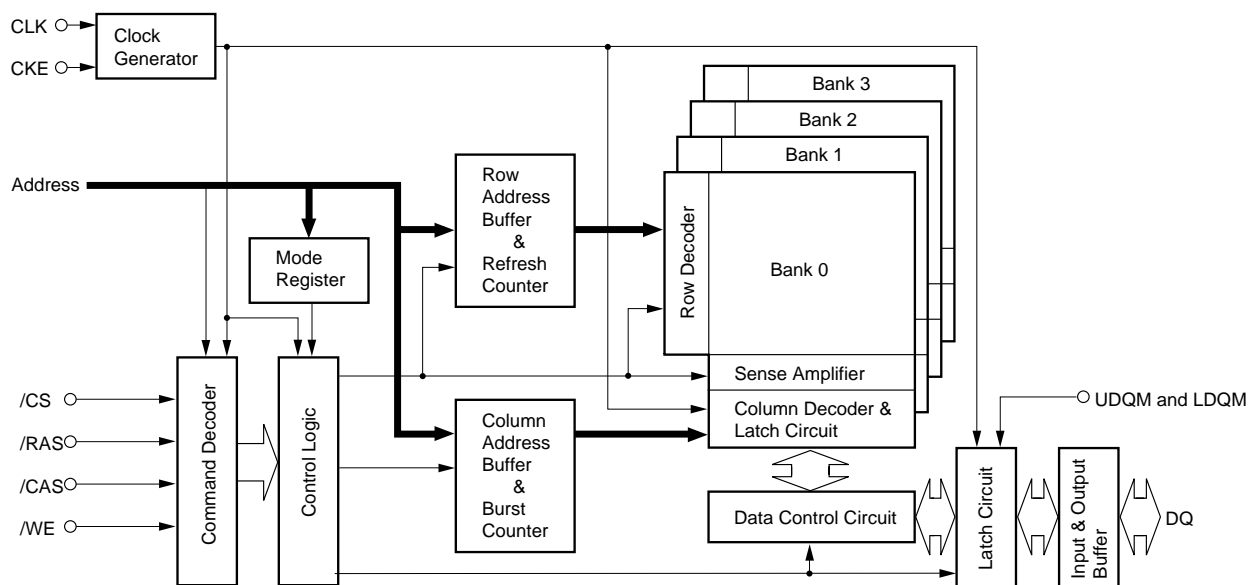 CLK
CKE
Clock
Generator
Bank 3
Bank 2
Bank 1
Address
Row
Address
Buffer
&
Refresh
Counter
Row Decoder
Bank 0
Mode
Register
Sense Amplifier
Column Decoder &
Latch Circuit
/CS
/RAS
/CAS
/WE
Command Decoder
Control Logic
Column
Address
Buffer
&
Burst
Counter
UDQM and LDQM
Data Control Circuit
Latch Circuit
Input & Output
Buffer
DQ